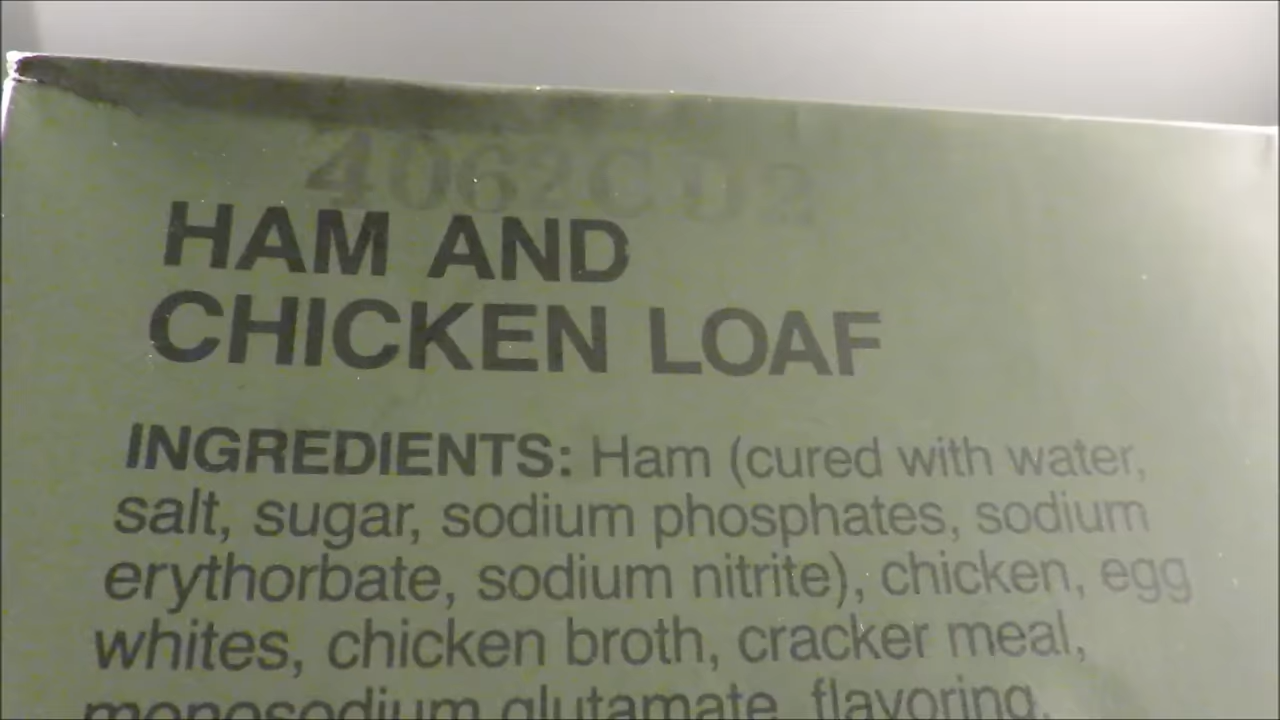 4062C02
HAM AND
CHICKEN LOAF
INGREDIENTS: Ham (cured with water,
salt, sugar, sodium phosphates, sodium
erythorbate, sodium nitrite), chicken, egg
whites, chicken broth, cracker meal,
monosodium glutamate, flavoring,